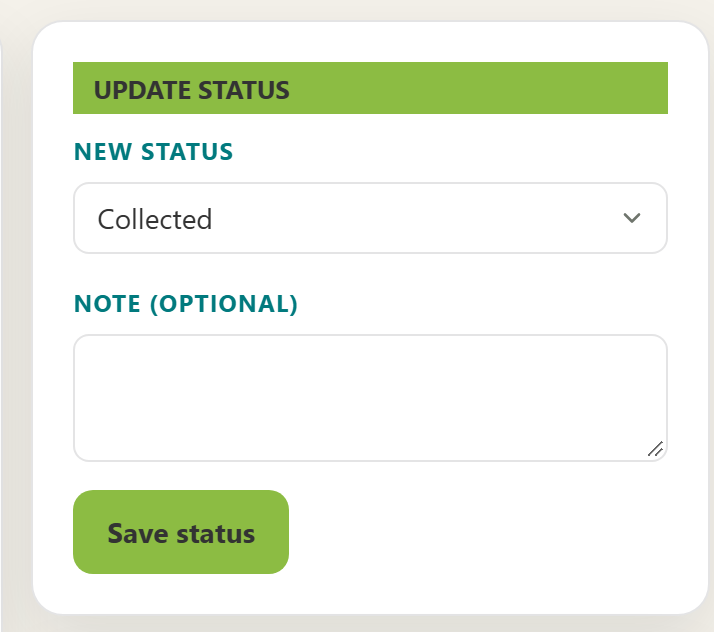 UPDATE STATUS
NEW STATUS
Collected
NOTE (OPTIONAL)
Save status